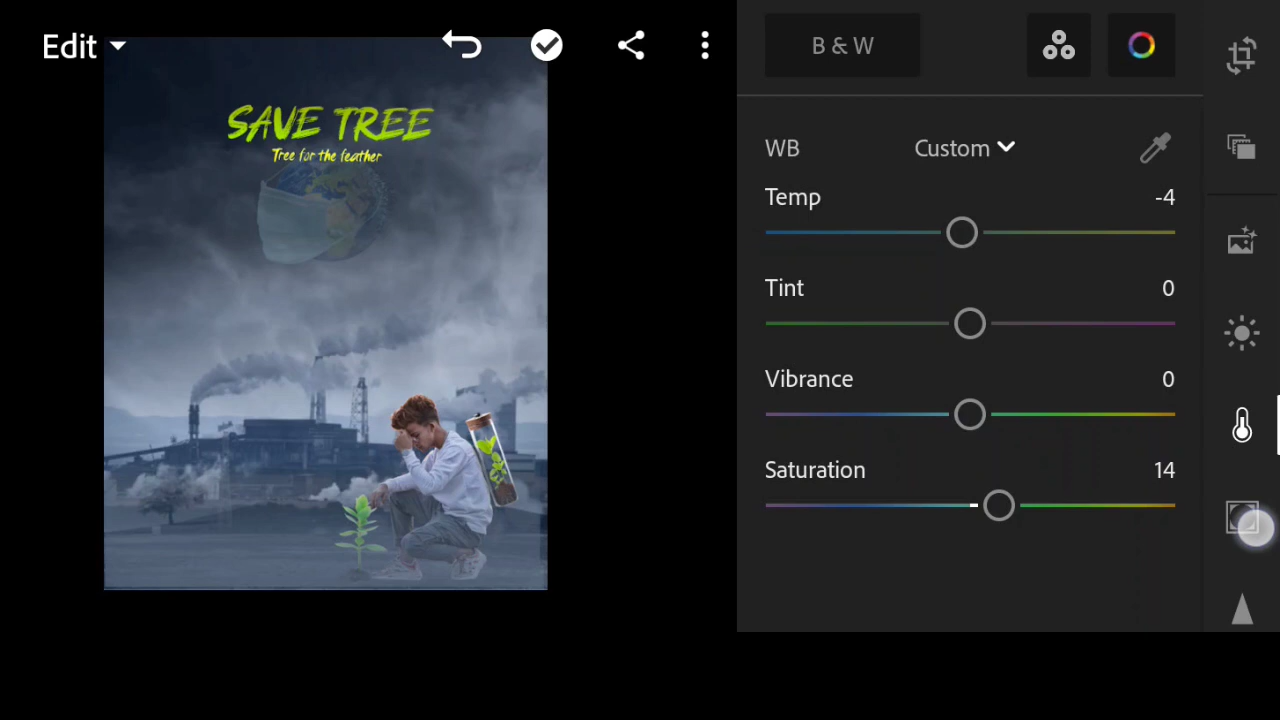 Edit
B & W
SAVE TREE
Tree for the feather
WB
Custom
Temp
-4
Tint
0
Vibrance
0
Saturation
14